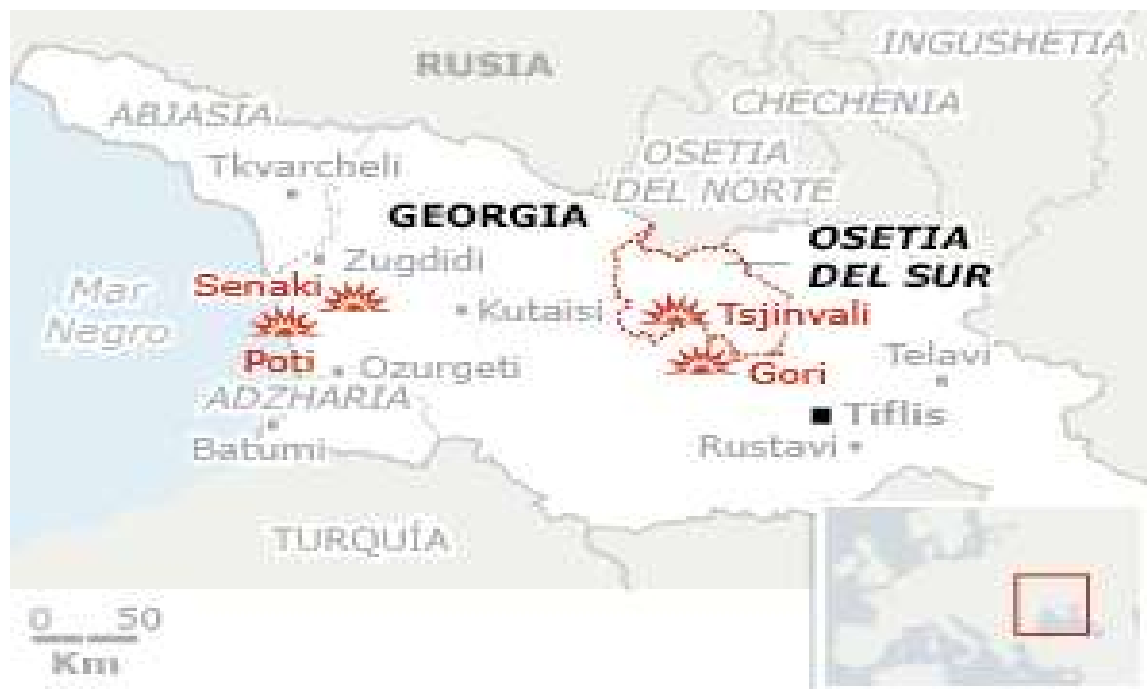 INGUSHETIA
RUSIA
CHECHENIA
ABJASIA
OSETIA
DEL NORTE
Tkvarcheli
GEORGIA
OSETIA
DEL SUR
Zugdidi
Senaki
Mar
Negro
Kutaisi
Tsjinvali
Poti
Ozurgeti
Telavi
Gori
ADZHARIA
Tiflis
Batumi
Rustavi
TURQUÍA
0 50
Km